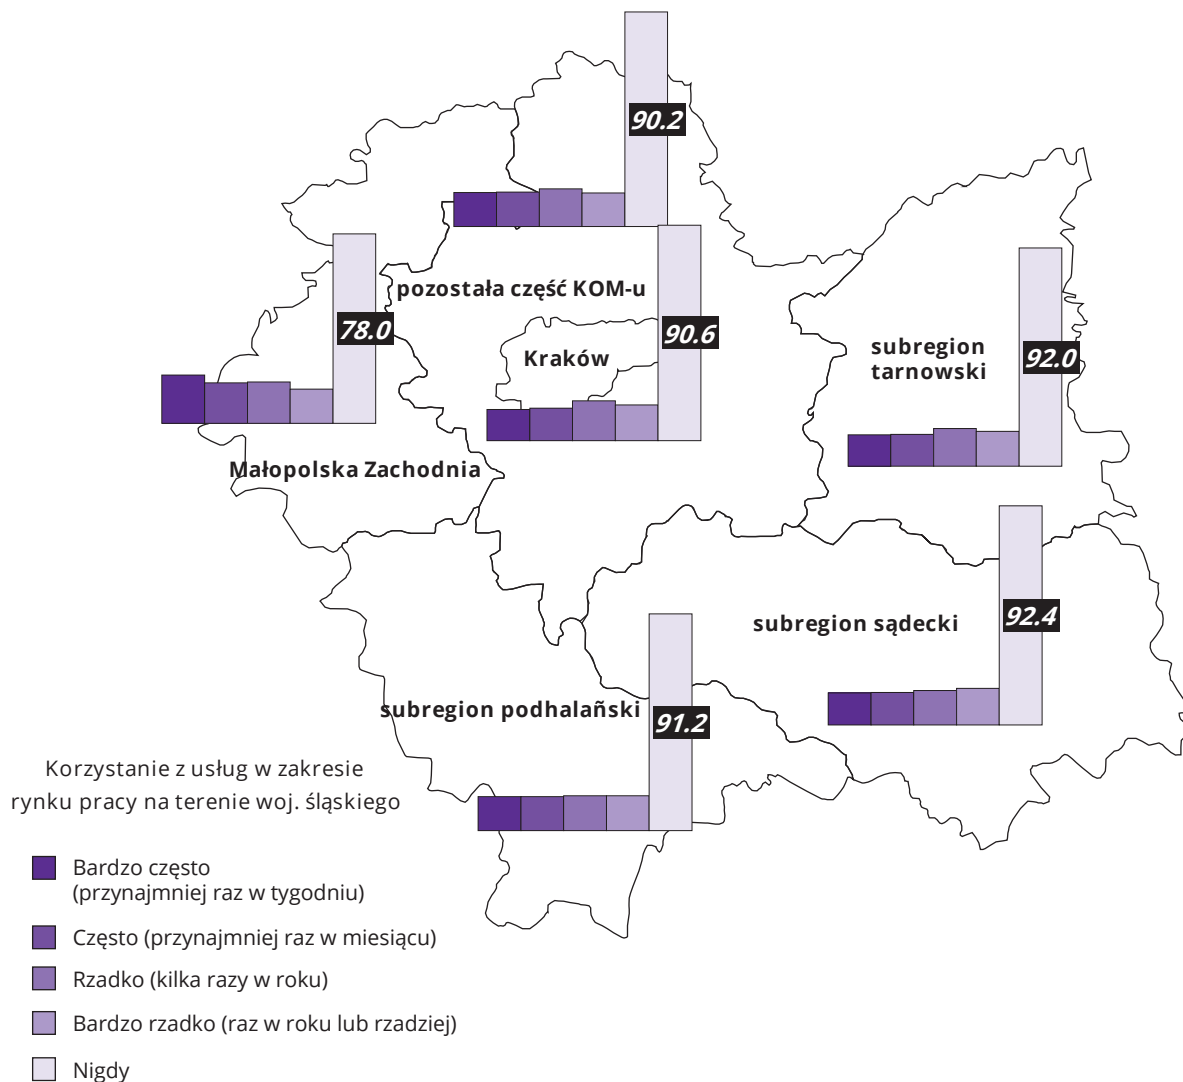 90.2
pozostała część KOM-u
78.0
90.6
Kraków
subregion
tarnowski
92.0
Małopolska Zachodnia
subregion sądecki
92.4
subregion podhalañski
91.2
Korzystanie z usług w zakresie
rynku pracy na terenie woj. śląskiego
Bardzo często
(przynajmniej raz w tygodniu)
Często (przynajmniej raz w miesiącu)
Rzadko (kilka razy w roku)
Bardzo rzadko (raz w roku lub rzadziej)
Nigdy